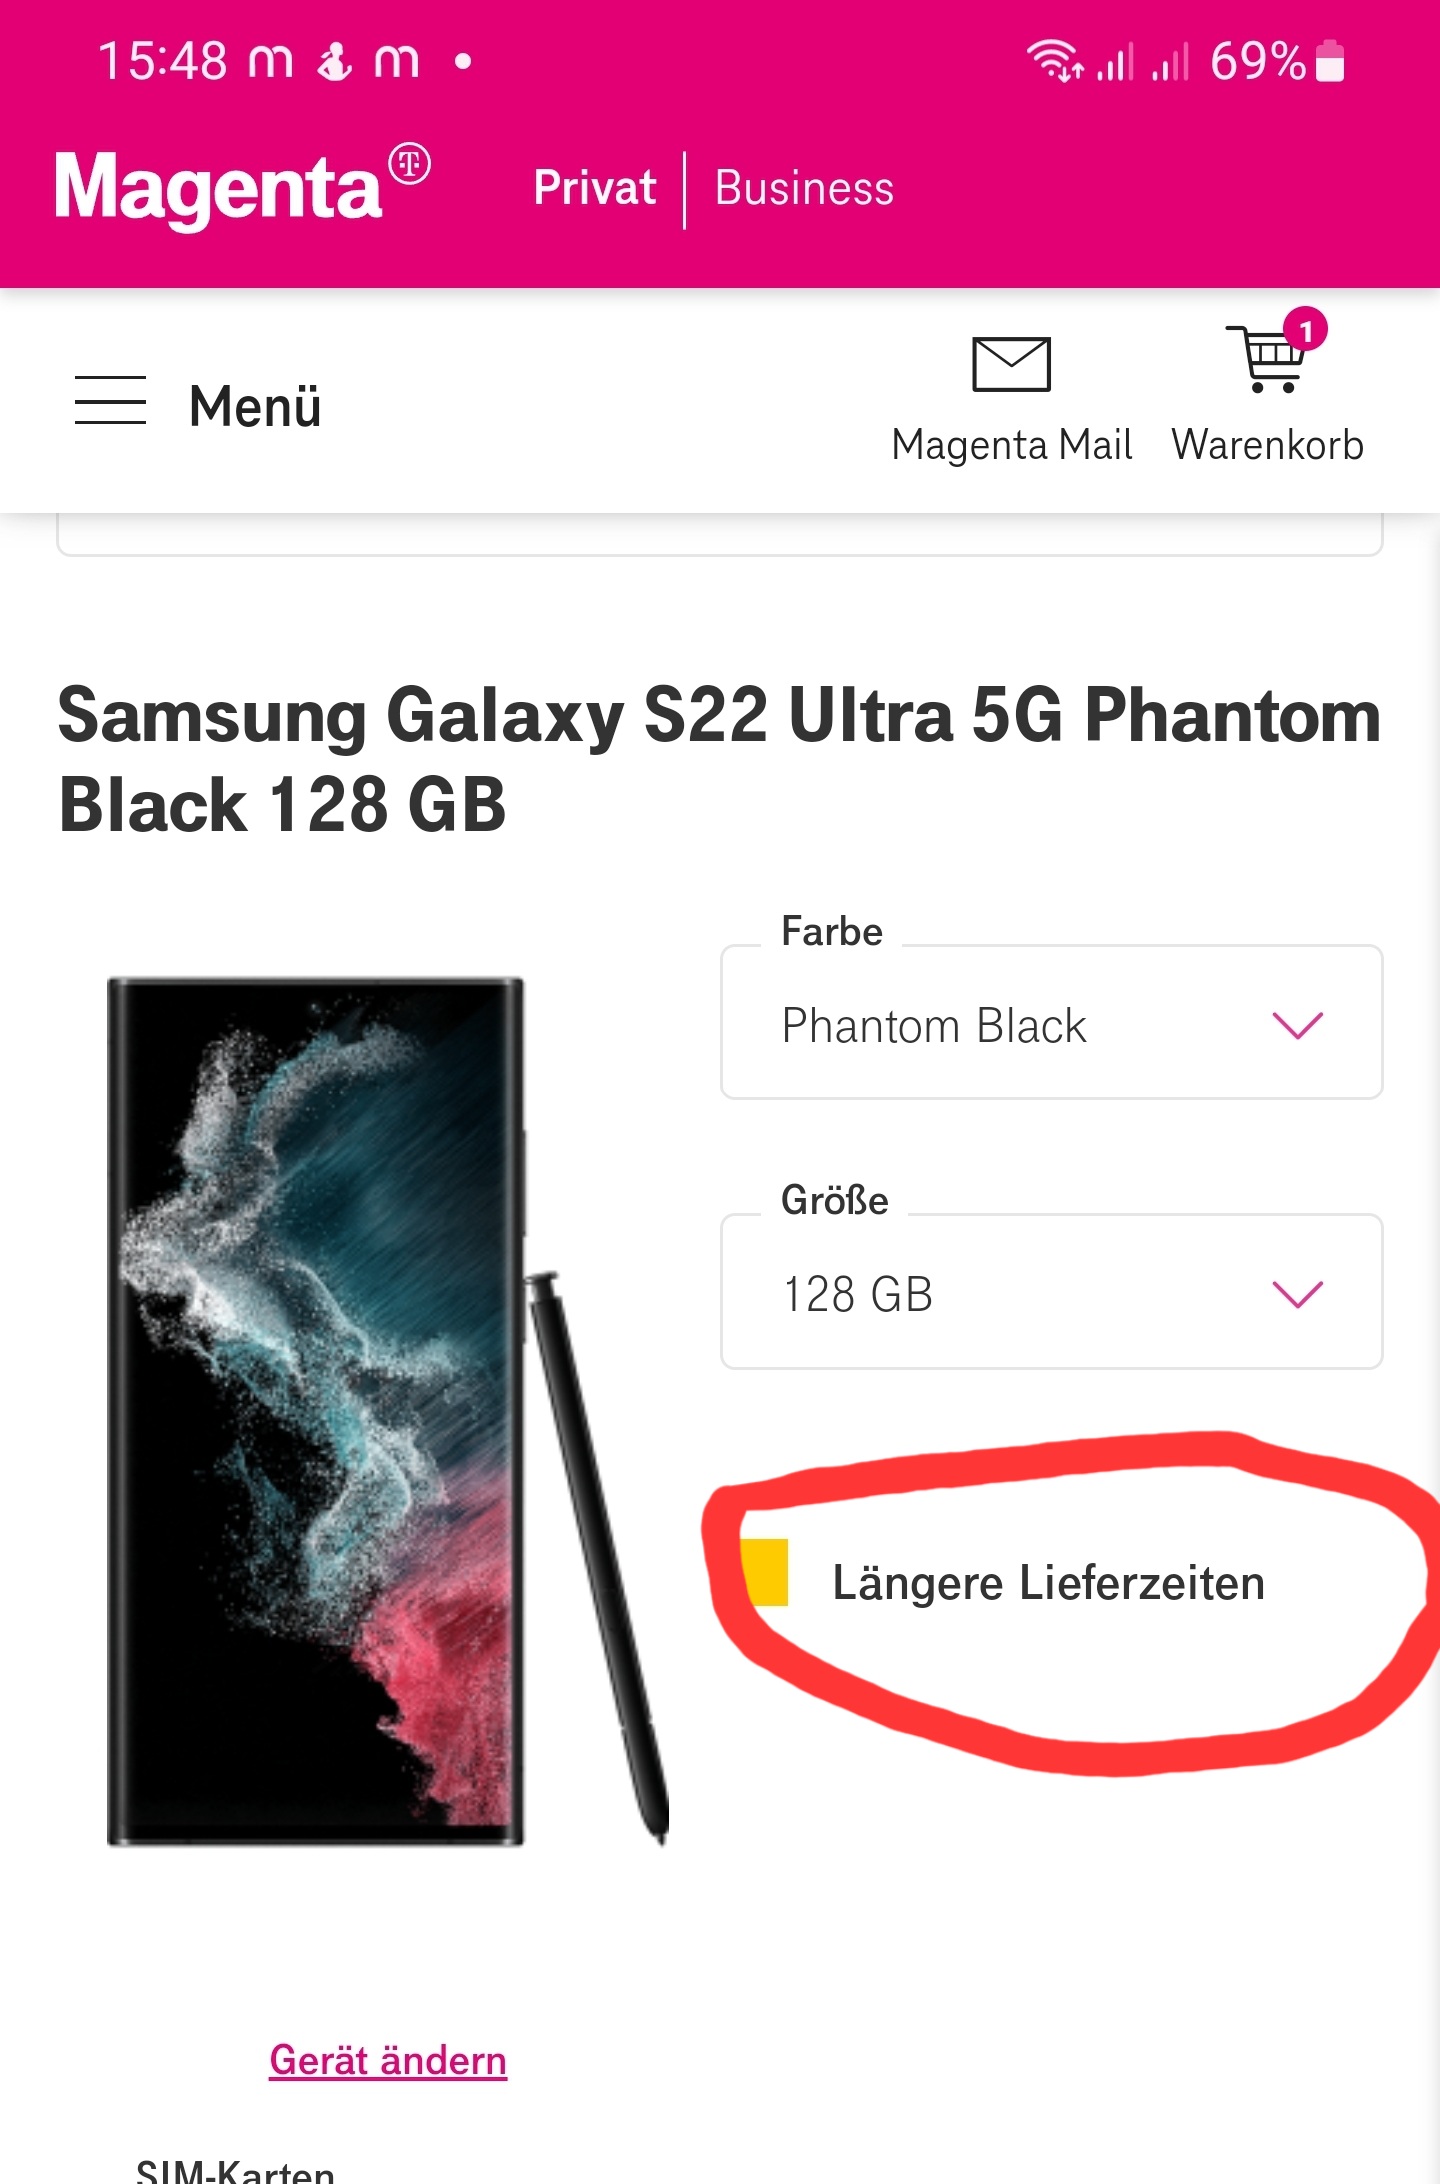 15:48 m m 69%
Magenta T Privat | Business
1
Menü Magenta Mail Warenkorb
Samsung Galaxy S22 Ultra 5G Phantom
Black 128 GB
Farbe
Phantom Black
Größe
128 GB
Längere Lieferzeiten
Gerät ändern
SIM-Karten